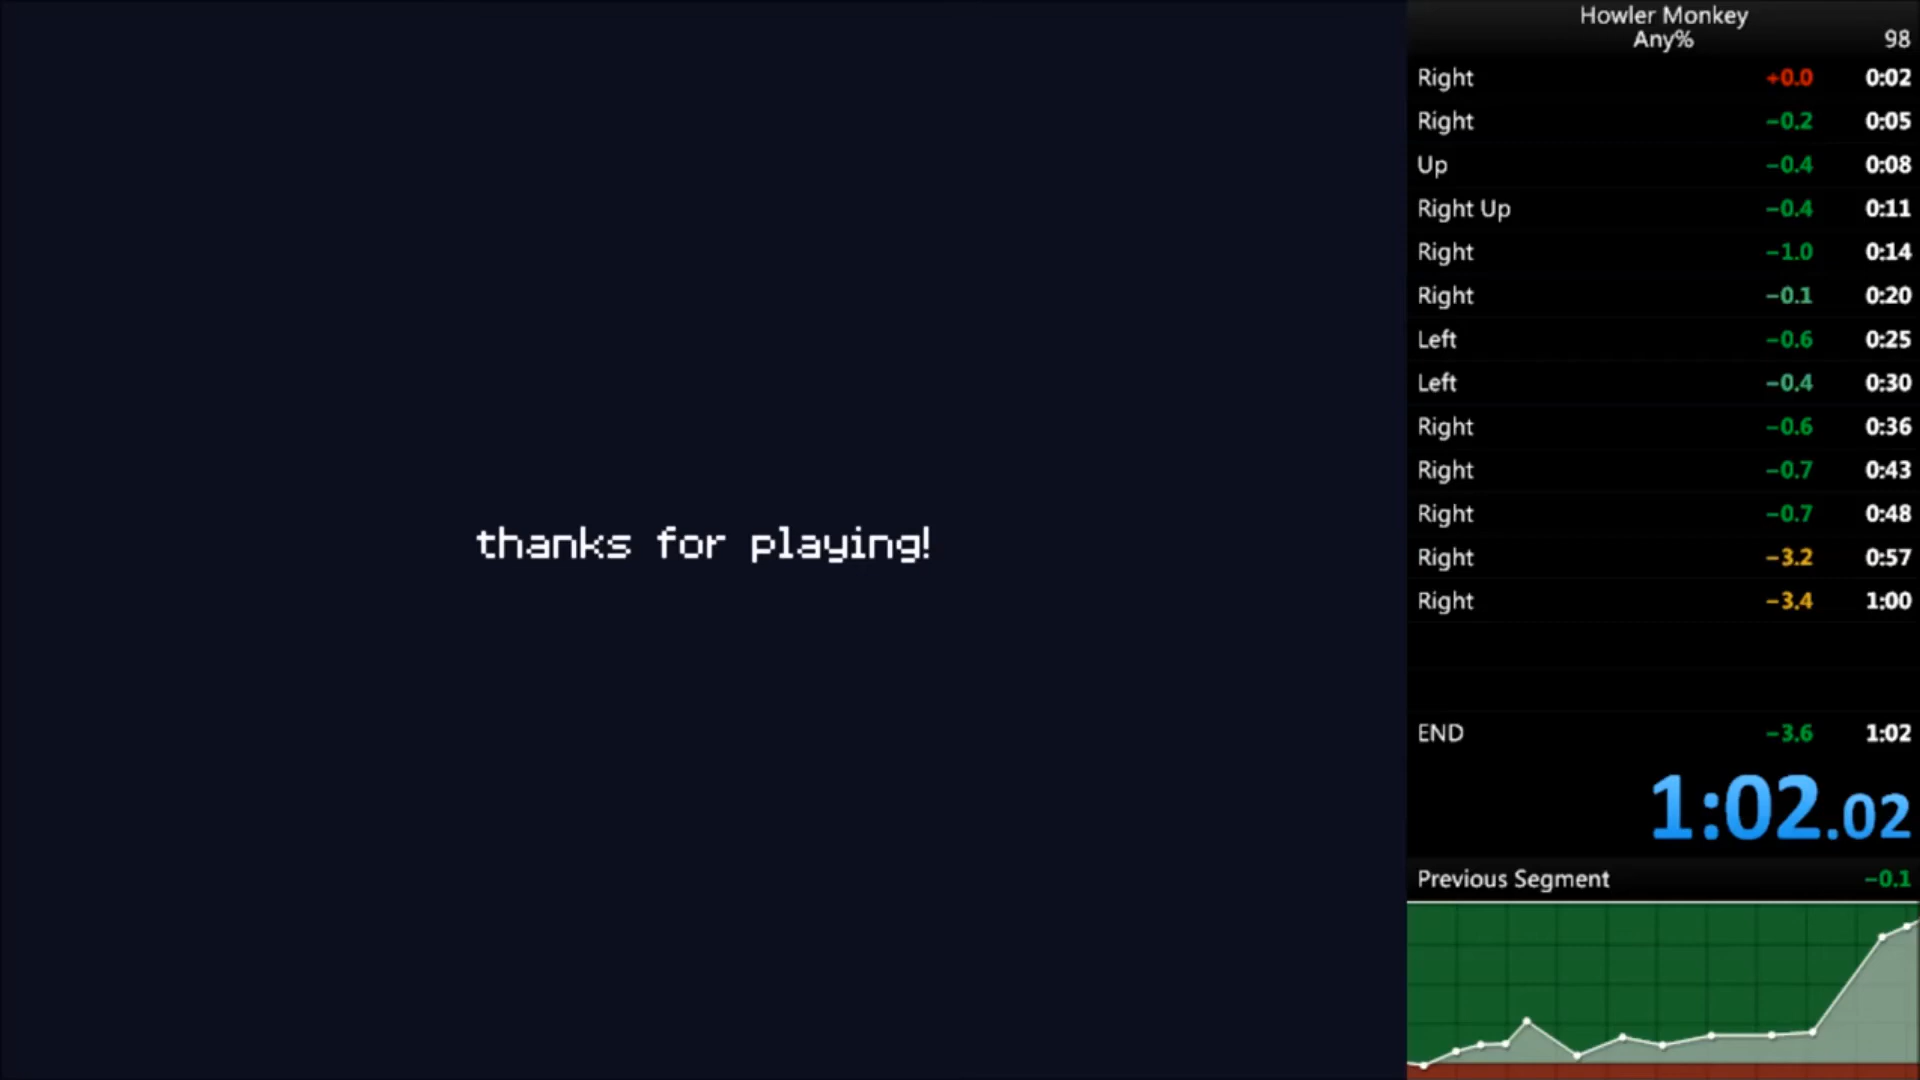 thanks for playing!
Howler Monkey
Any% 98
Right +0.0 0:02
Right −0.2 0:05
Up −0.4 0:08
Right Up −0.4 0:11
Right −1.0 0:14
Right −0.1 0:20
Left −0.6 0:25
Left −0.4 0:30
Right −0.6 0:36
Right −0.7 0:43
Right −0.7 0:48
Right −3.2 0:57
Right −3.4 1:00
END −3.6 1:02
1:02.02
Previous Segment −0.1